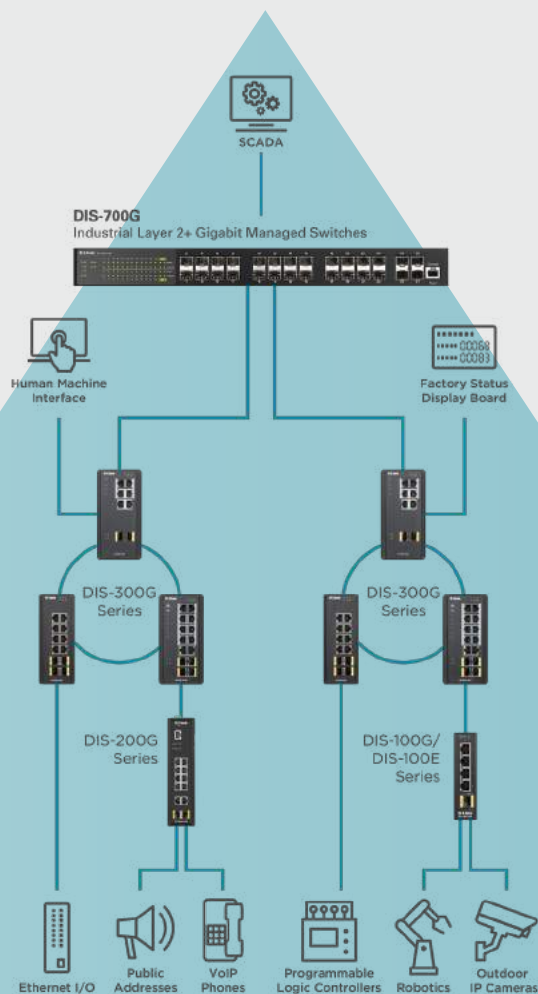 SCADA
DIS-700G
Industrial Layer 2+ Gigabit Managed Switches
Human Machine
Interface
00068
00083
Factory Status
Display Board
DIS-300G
Series
DIS-300G
Series
DIS-200G
Series
DIS-100G/
DIS-100E
Series
Ethernet I/O
Public
Addresses
VoIP
Phones
Programmable
Logic Controllers
Robotics
Outdoor
IP Cameras